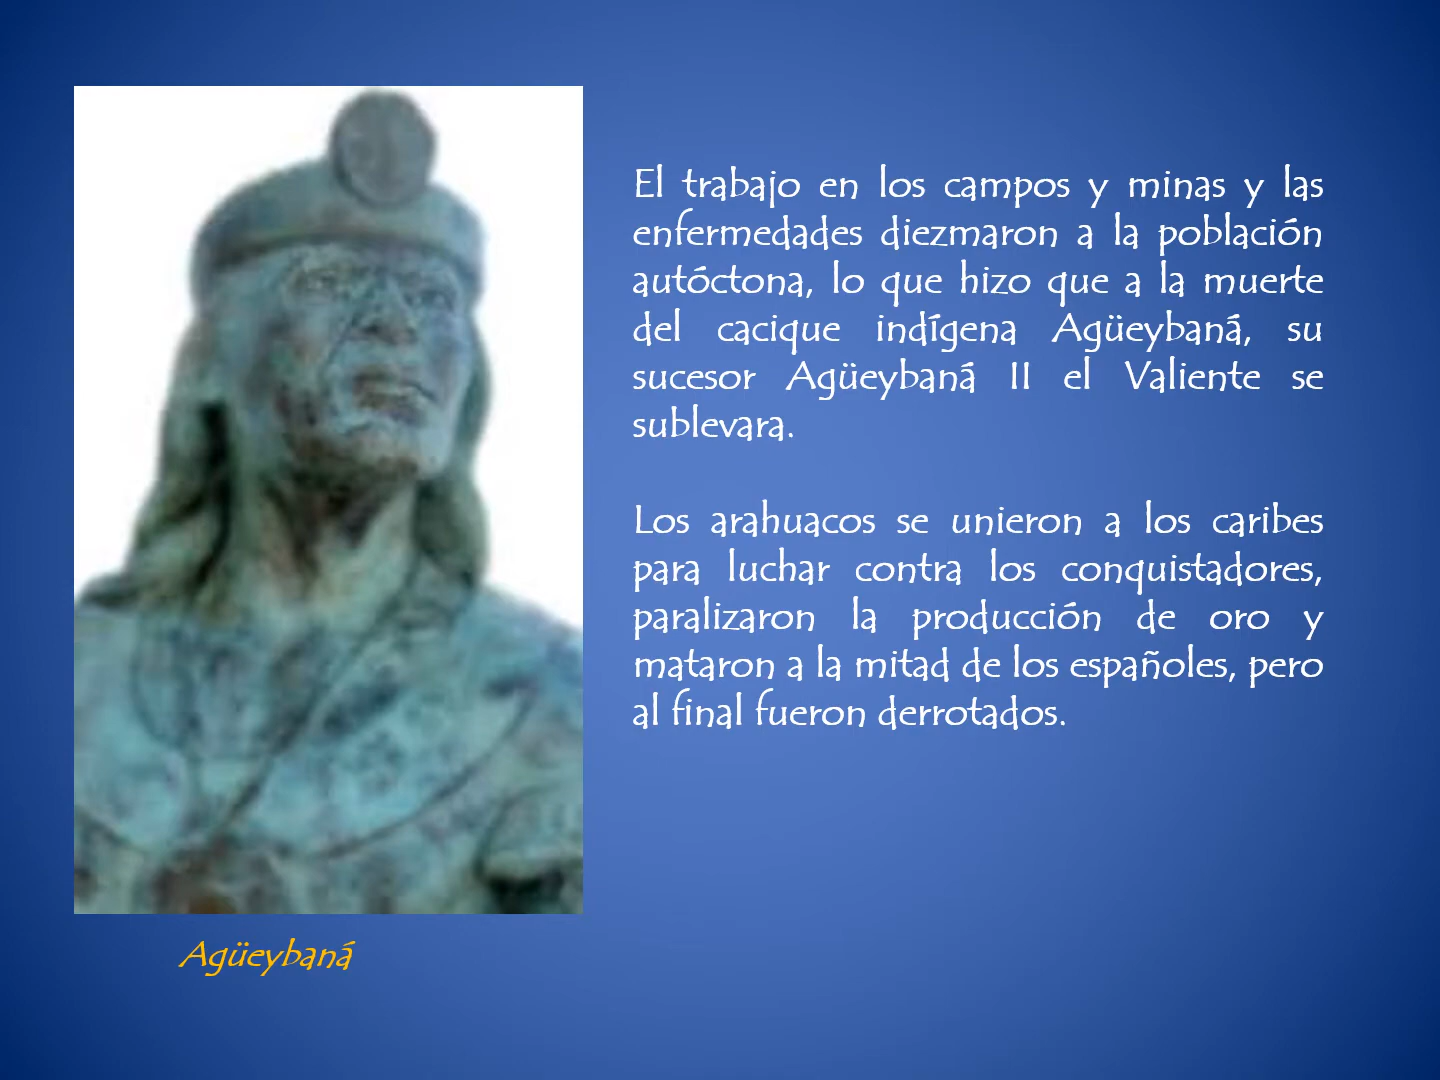 El trabajo en los campos y minas y las
enfermedades diezmaron a la población
autóctona, lo que hizo que a la muerte
del cacique indígena Agüeybaná, su
sucesor Agüeybaná II el Valiente se
sublevara.
Los arahuacos se unieron a los caribes
para luchar contra los conquistadores,
paralizaron la producción de oro y
mataron a la mitad de los españoles, pero
al final fueron derrotados.
Agüeybaná